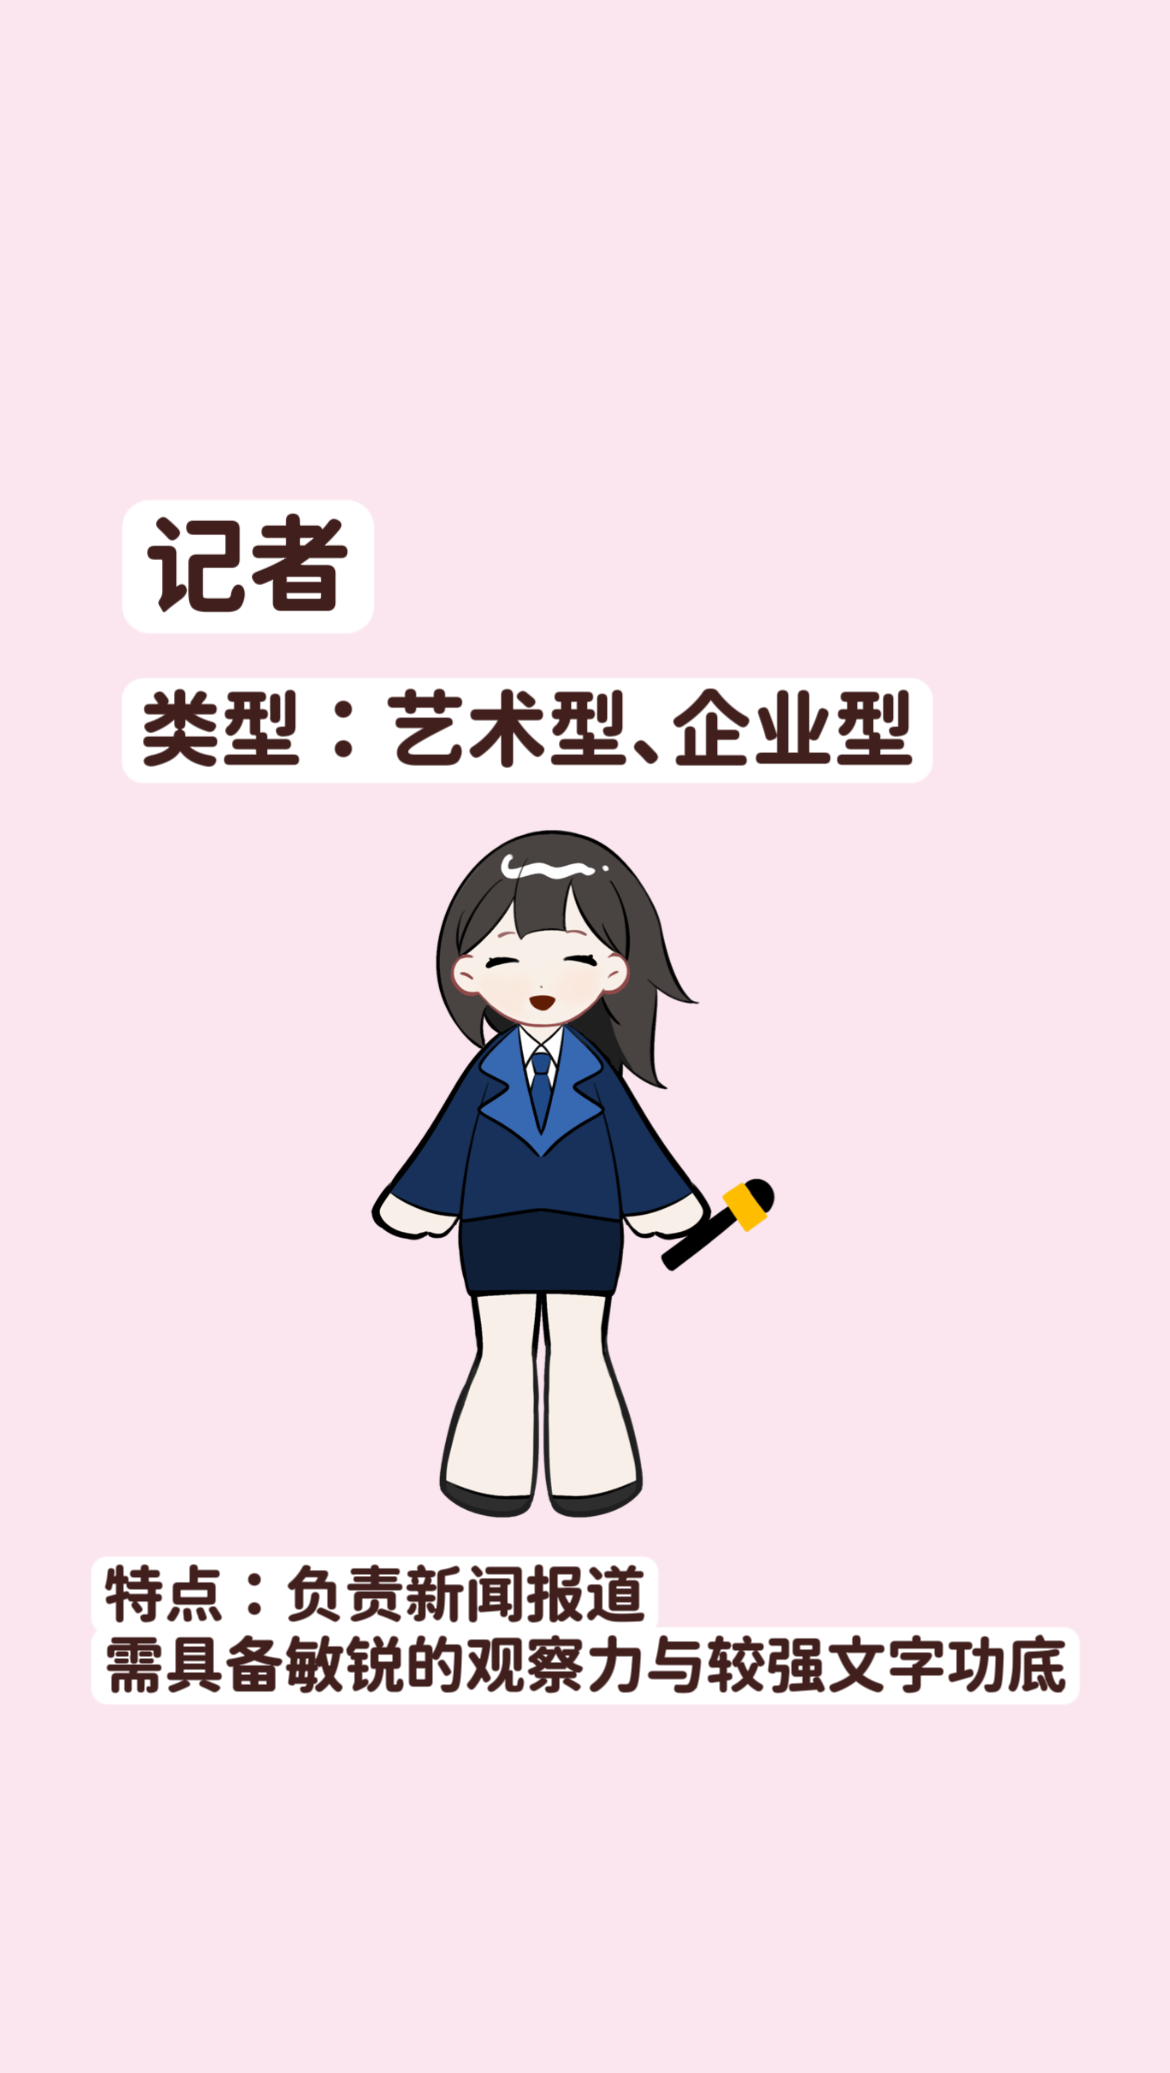 记者
类型：艺术型、企业型
特点：负责新闻报道
需具备敏锐的观察力与较强文字功底